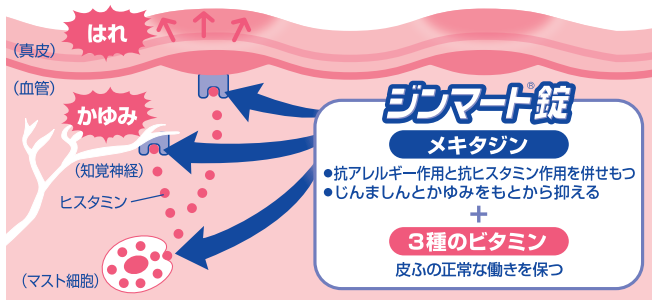 はれ
(真皮)
(血管)
かゆみ
(知覚神経)
ヒスタミン
(マスト細胞)
ジンマート®錠
メキタジン
●抗アレルギー作用と抗ヒスタミン作用を併せもつ
●じんましんとかゆみをもとから抑える
+
3種のビタミン
皮ふの正常な働きを保つ